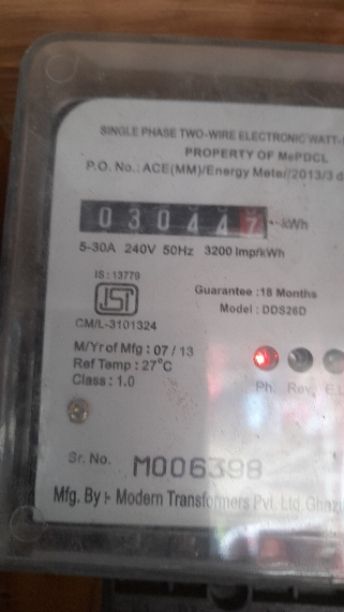 SINGLE PHASE TWO-WIRE ELECTRONIC WATT-
PROPERTY OF MePDCL
P.O. No.: ACE(MM)/Energy Meter/2013/3 d
030447 kWh
5-30A 240V 50Hz 3200 Imp/kWh
IS : 13779
ISI
CM/L-3101324
Guarantee : 18 Months
Model : DDS26D
M/Yr of Mfg : 07 / 13
Ref Temp : 27°C
Class : 1.0
Ph. Rev. E.L
Sr. No. M006398
Mfg. By :- Modern Transformers Pvt. Ltd. Ghazi